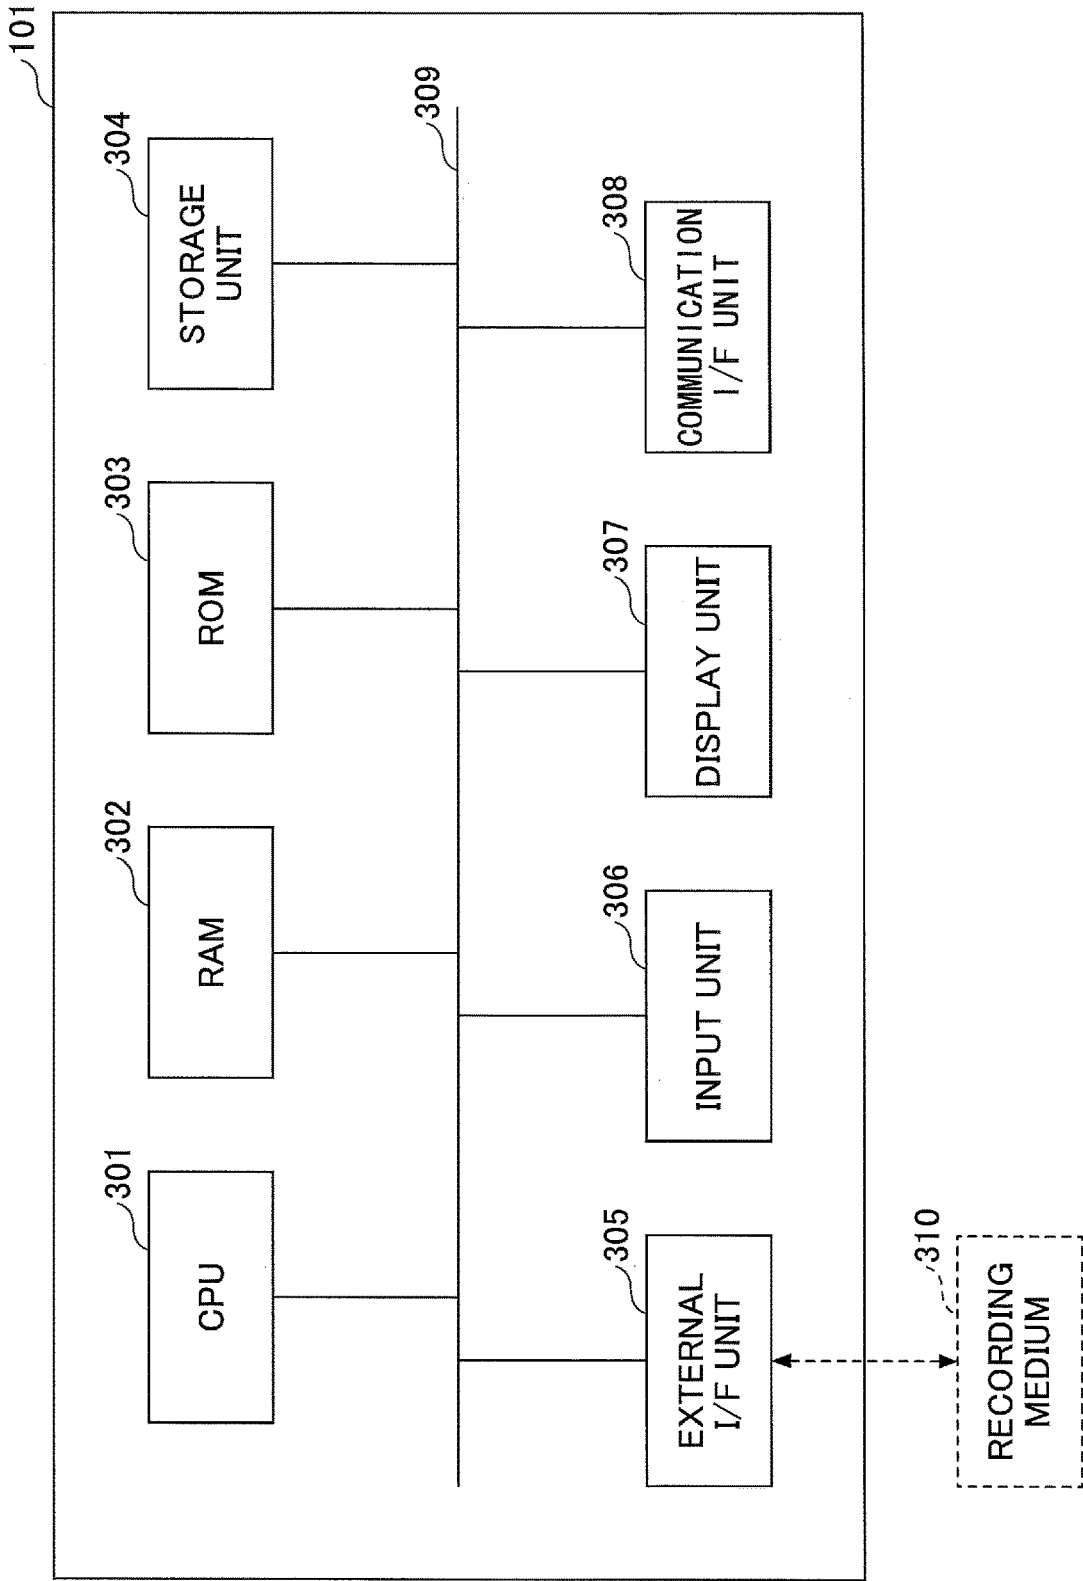 101
301
CPU
302
RAM
303
ROM
304
STORAGE
UNIT
309
305
EXTERNAL
I/F UNIT
306
INPUT UNIT
307
DISPLAY UNIT
308
COMMUNICATION
I/F UNIT
310
RECORDING
MEDIUM